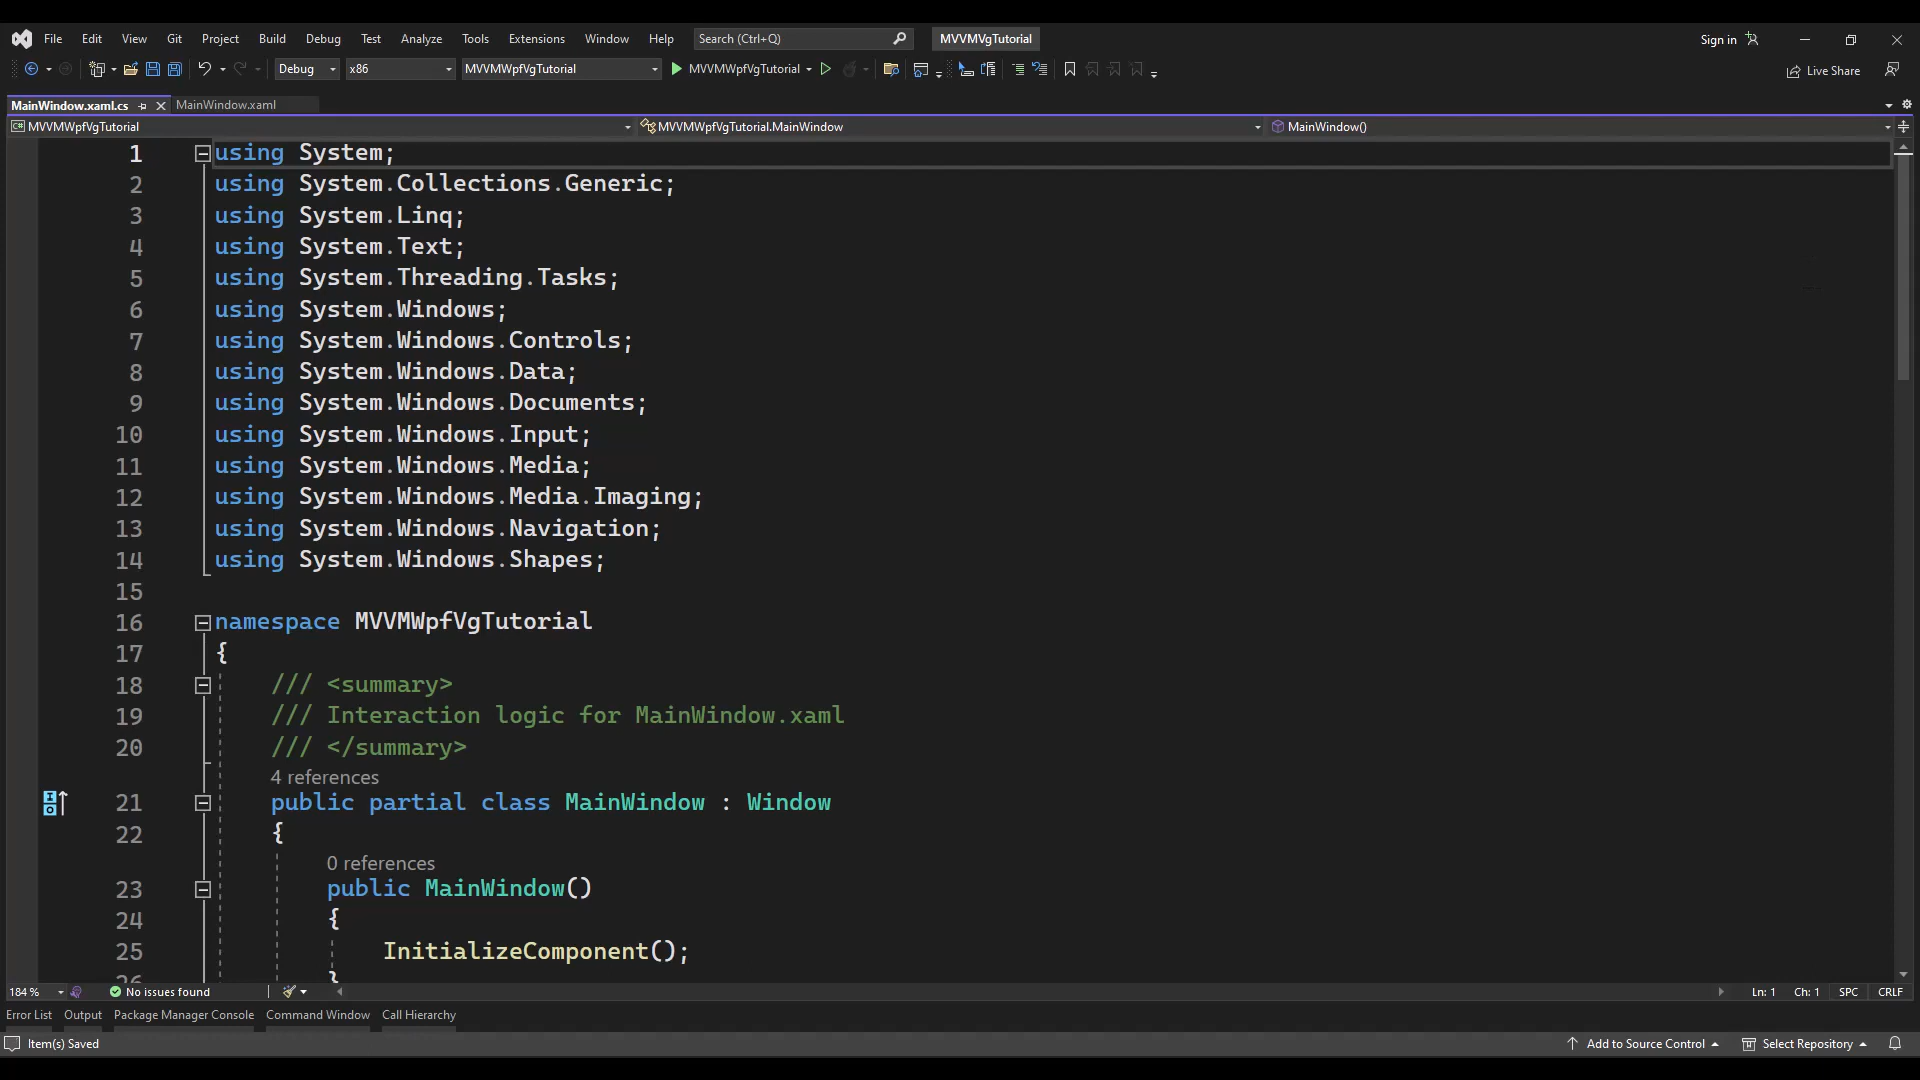 File Edit View Git Project Build Debug Test Analyze Tools Extensions Window Help Search (Ctrl+Q) MVVMVgTutorial Sign in
Debug x86 MVVMWpfVgTutorial MVVMWpfVgTutorial Live Share
MainWindow.xaml.cs MainWindow.xaml
MVVMWpfVgTutorial MVVMWpfVgTutorial.MainWindow MainWindow()
1 using System;
2 using System.Collections.Generic;
3 using System.Linq;
4 using System.Text;
5 using System.Threading.Tasks;
6 using System.Windows;
7 using System.Windows.Controls;
8 using System.Windows.Data;
9 using System.Windows.Documents;
10 using System.Windows.Input;
11 using System.Windows.Media;
12 using System.Windows.Media.Imaging;
13 using System.Windows.Navigation;
14 using System.Windows.Shapes;
15
16 namespace MVVMWpfVgTutorial
17 {
18 /// <summary>
19 /// Interaction logic for MainWindow.xaml
20 /// </summary>
4 references
21 public partial class MainWindow : Window
22 {
0 references
23 public MainWindow()
24 {
25 InitializeComponent();
26 }
184 % No issues found Ln: 1 Ch: 1 SPC CRLF
Error List Output Package Manager Console Command Window Call Hierarchy
Item(s) Saved Add to Source Control Select Repository